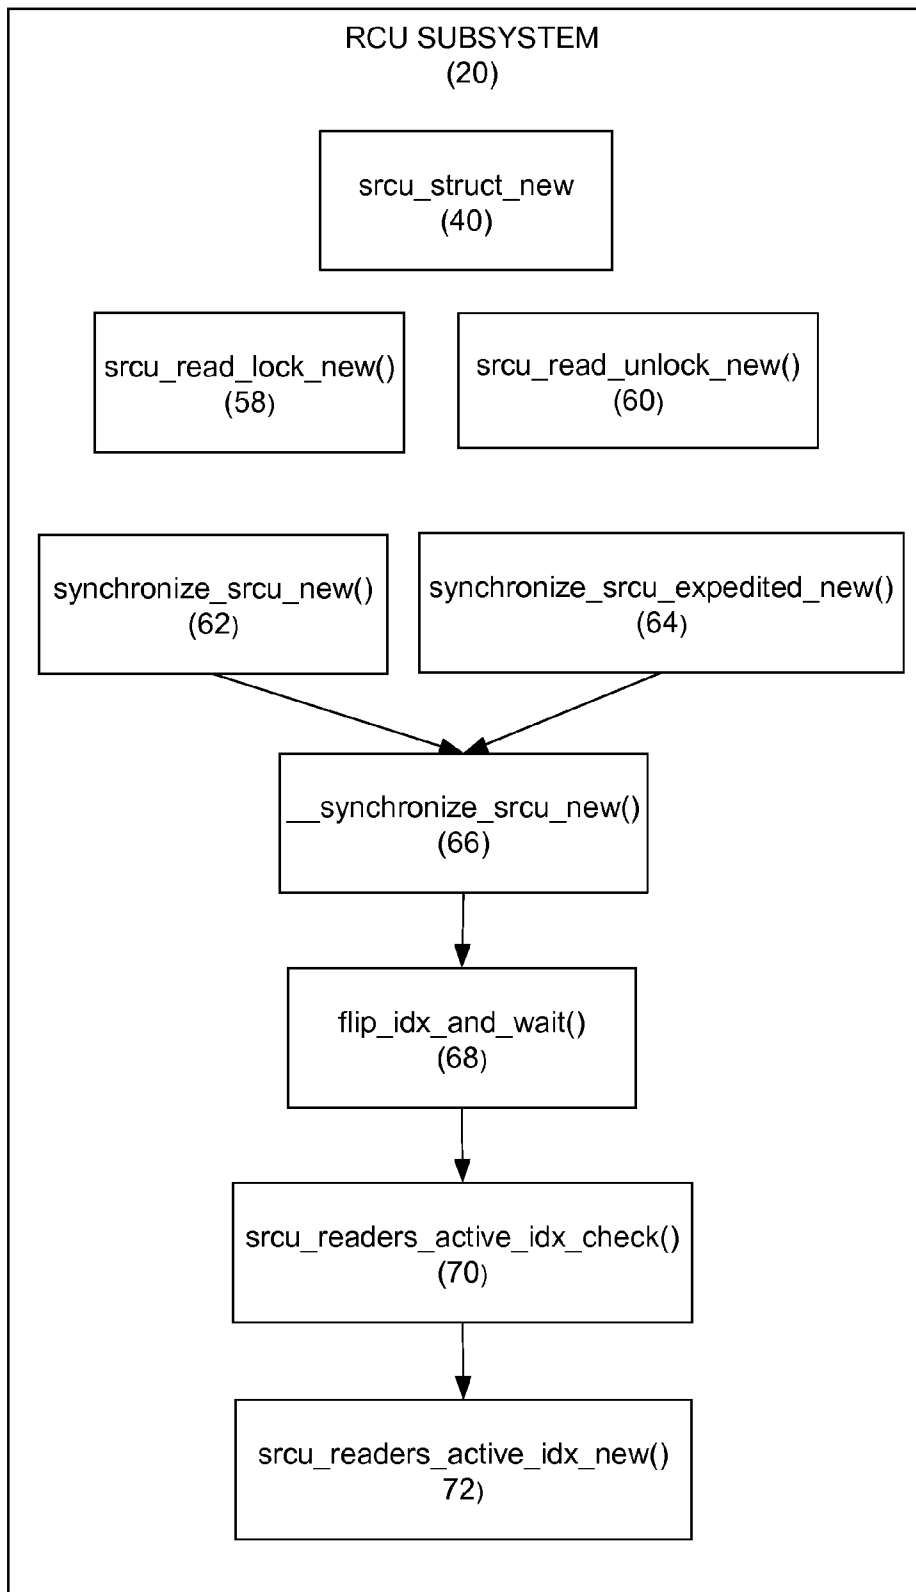 RCU SUBSYSTEM
(20)
srcu_struct_new
(40)
srcu_read_lock_new()
(58)
srcu_read_unlock_new()
(60)
synchronize_srcu_new()
(62)
synchronize_srcu_expedited_new()
(64)
__synchronize_srcu_new()
(66)
flip_idx_and_wait()
(68)
srcu_readers_active_idx_check()
(70)
srcu_readers_active_idx_new()
72)